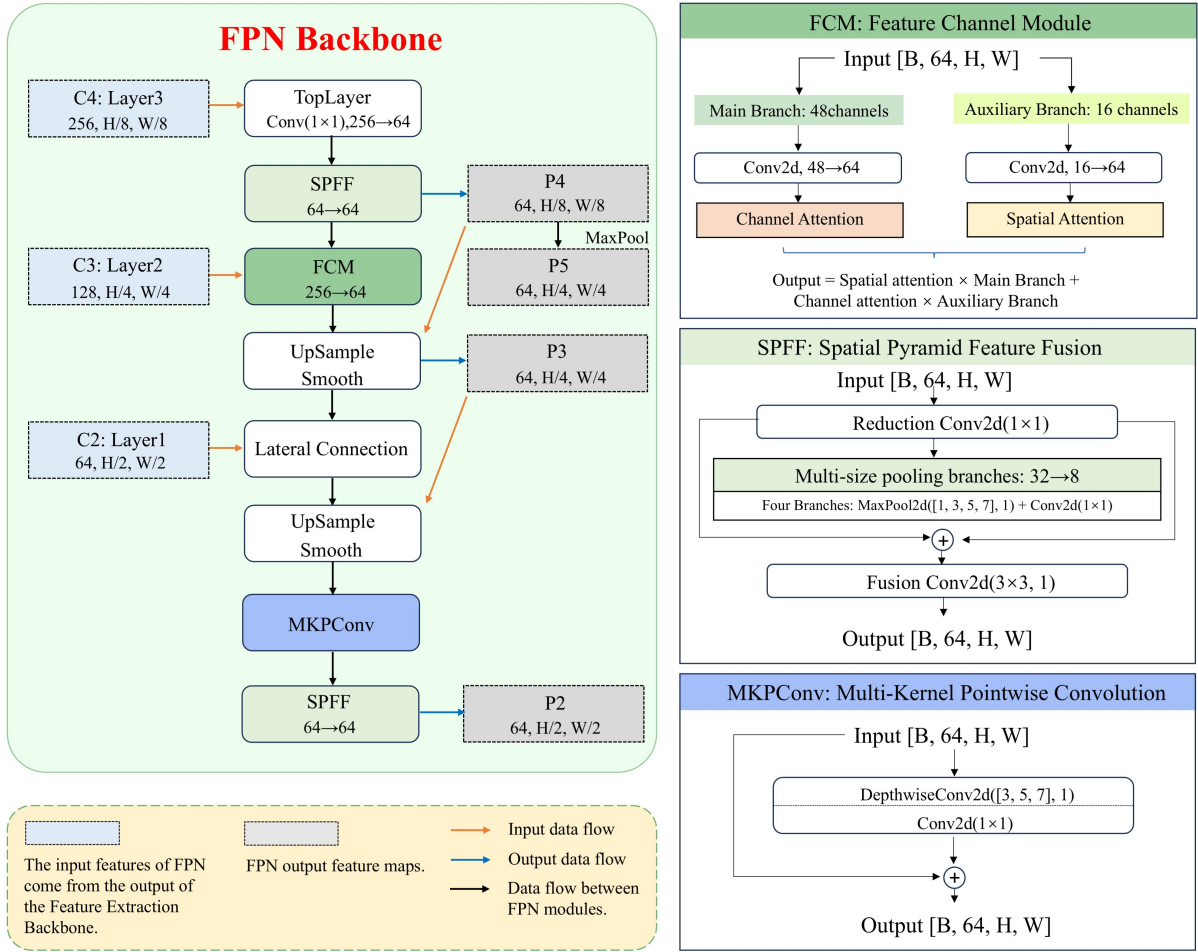 FPN Backbone
C4: Layer3
256, H/8, W/8
TopLayer
Conv(1×1),256→64
SPFF
64→64
P4
64, H/8, W/8
MaxPool
C3: Layer2
128, H/4, W/4
FCM
256→64
P5
64, H/4, W/4
UpSample
Smooth
P3
64, H/4, W/4
C2: Layer1
64, H/2, W/2
Lateral Connection
UpSample
Smooth
MKPConv
SPFF
64→64
P2
64, H/2, W/2
The input features of FPN
come from the output of
the Feature Extraction
Backbone.
FPN output feature maps.
Input data flow
Output data flow
Data flow between
FPN modules.
FCM: Feature Channel Module
Input [B, 64, H, W]
Main Branch: 48channels
Auxiliary Branch: 16 channels
Conv2d, 48→64
Conv2d, 16→64
Channel Attention
Spatial Attention
Output = Spatial attention × Main Branch +
Channel attention × Auxiliary Branch
SPFF: Spatial Pyramid Feature Fusion
Input [B, 64, H, W]
Reduction Conv2d(1×1)
Multi-size pooling branches: 32→8
Four Branches: MaxPool2d([1, 3, 5, 7], 1) + Conv2d(1×1)
+
Fusion Conv2d(3×3, 1)
Output [B, 64, H, W]
MKPConv: Multi-Kernel Pointwise Convolution
Input [B, 64, H, W]
DepthwiseConv2d([3, 5, 7], 1)
Conv2d(1×1)
+
Output [B, 64, H, W]